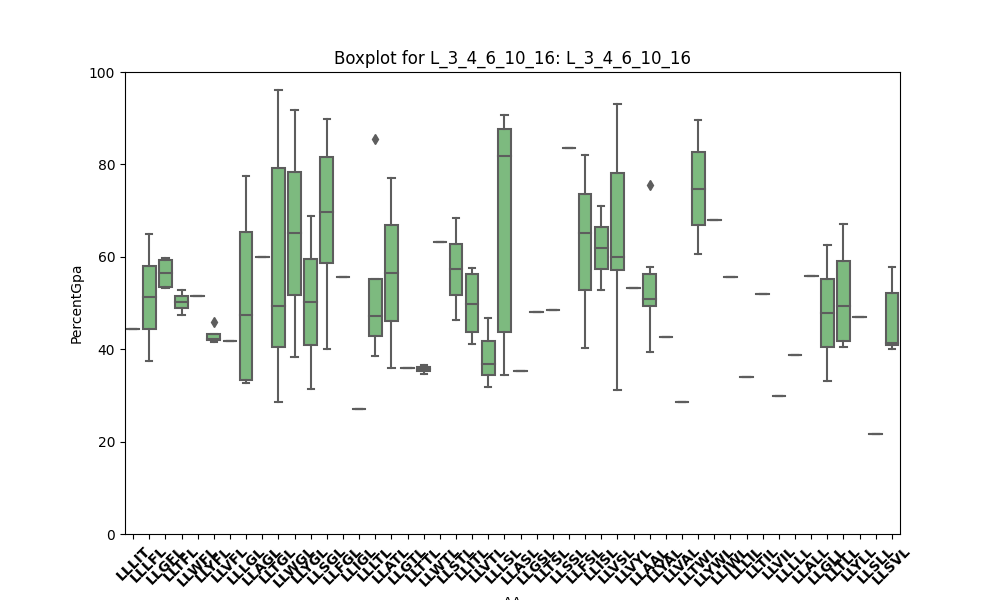 Boxplot for L_3_4_6_10_16: L_3_4_6_10_16
PercentGpa
100
80
60
40
20
0
LLLIT LLLFL LLGFL LLTFL LLWFL LLYFL LLVFL LLLGL LLAGL LLTGL LLWGL LLYGL LLSGL LLFGL LLIGL LLLTL LLATL LLGTL LLTTL LLWTL LLSTL LLITL LLVTL LLLSL LLASL LLGSL LLTSL LLSSL LLFSL LLISL LLVSL LLVYL LLYAL LLVAL LLTWL LLYWL LLIWL LLLIL LLTIL LLVIL LLLLL LLALL LLGLL LLTLL LLYLL LLSLL LLSVL